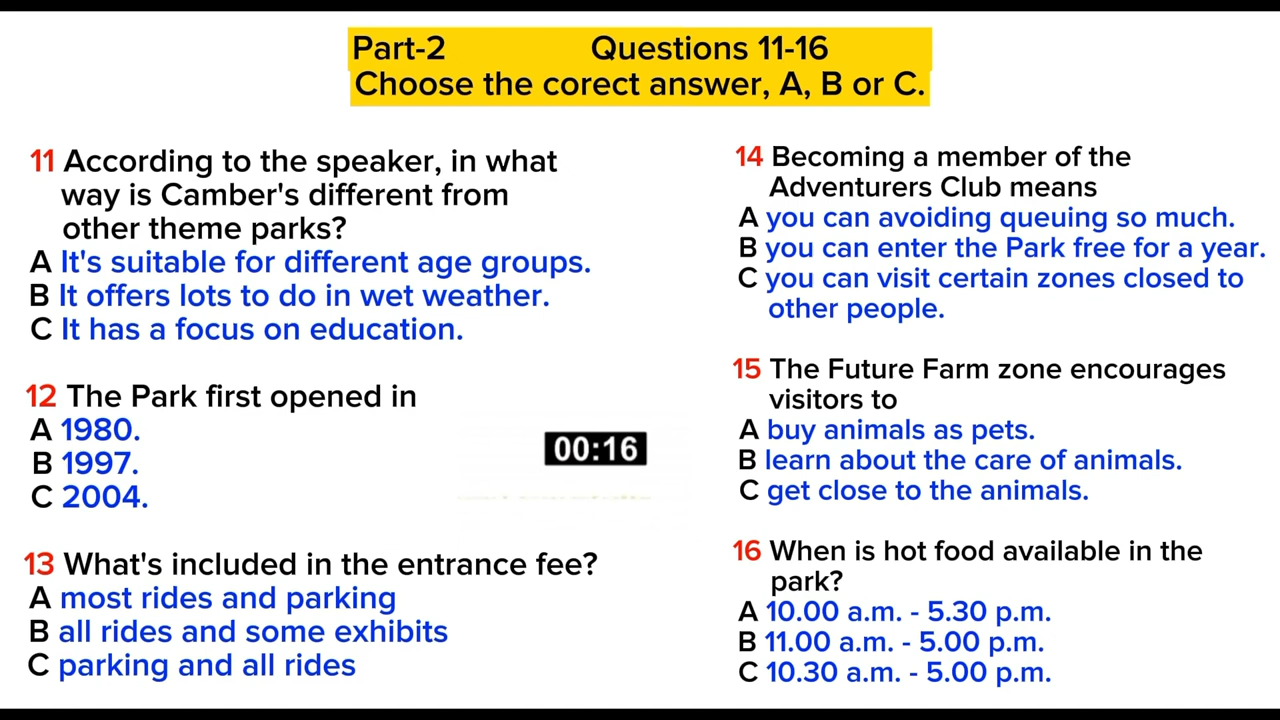 Part-2 Questions 11-16
Choose the corect answer, A, B or C.
11 According to the speaker, in what
way is Camber's different from
other theme parks?
A It's suitable for different age groups.
B It offers lots to do in wet weather.
C It has a focus on education.
12 The Park first opened in
A 1980.
B 1997.
C 2004.
13 What's included in the entrance fee?
A most rides and parking
B all rides and some exhibits
C parking and all rides
00:16
14 Becoming a member of the
Adventurers Club means
A you can avoiding queuing so much.
B you can enter the Park free for a year.
C you can visit certain zones closed to
other people.
15 The Future Farm zone encourages
visitors to
A buy animals as pets.
B learn about the care of animals.
C get close to the animals.
16 When is hot food available in the
park?
A 10.00 a.m. - 5.30 p.m.
B 11.00 a.m. - 5.00 p.m.
C 10.30 a.m. - 5.00 p.m.